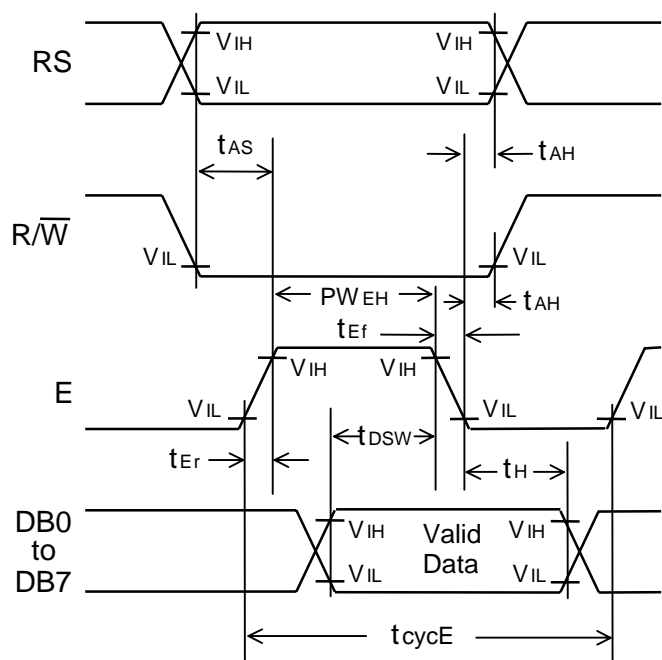 RS
VIH
VIH
VIL
VIL
tAS
tAH
R/W̅
VIL
VIL
PWEH
tAH
tEf
E
VIH
VIH
VIL
VIL
VIL
tDSW
tEr
tH
DB0
to
DB7
VIH
Valid
VIH
VIL
Data
VIL
tcycE